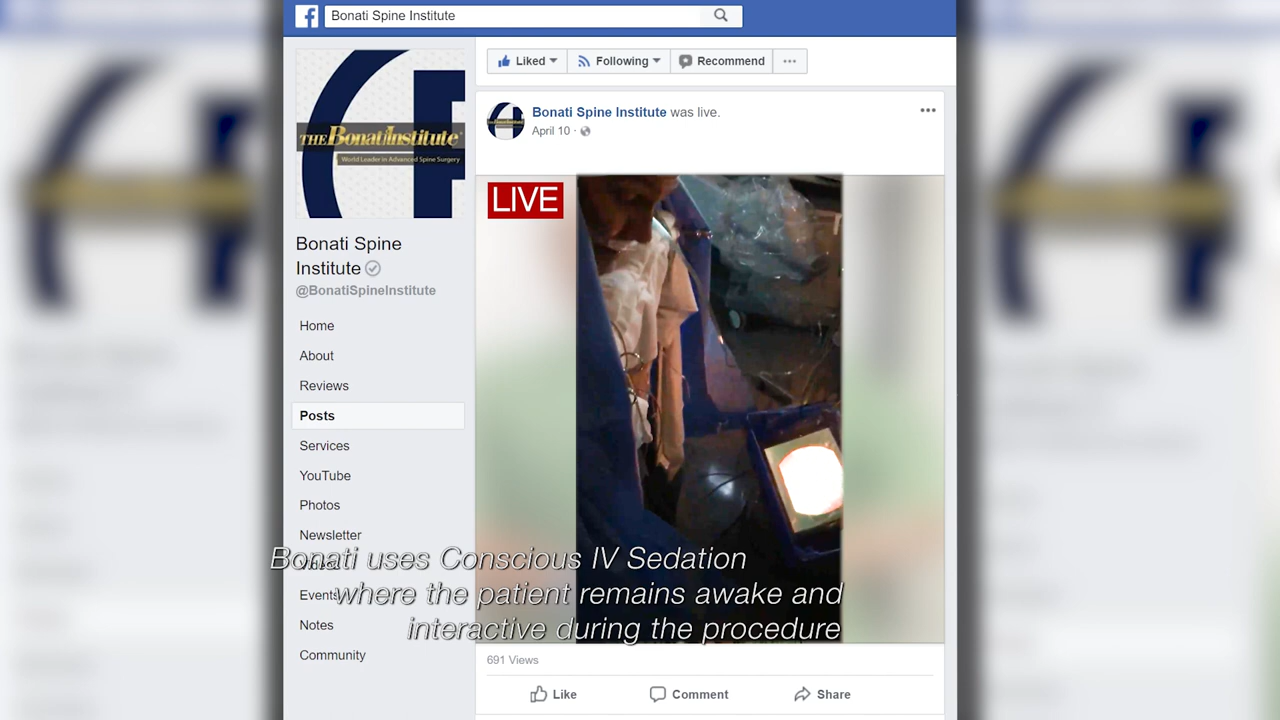 Bonati Spine Institute
THE Bonati Institute
World Leader in Advanced Spine Surgery
Bonati Spine
Institute
@BonatiSpineInstitute
Home
About
Reviews
Posts
Services
YouTube
Photos
Newsletter
Events
Notes
Community
Liked
Following
Recommend
Bonati Spine Institute was live.
April 10
LIVE
Bonati uses Conscious IV Sedation
where the patient remains awake and
interactive during the procedure
691 Views
Like
Comment
Share